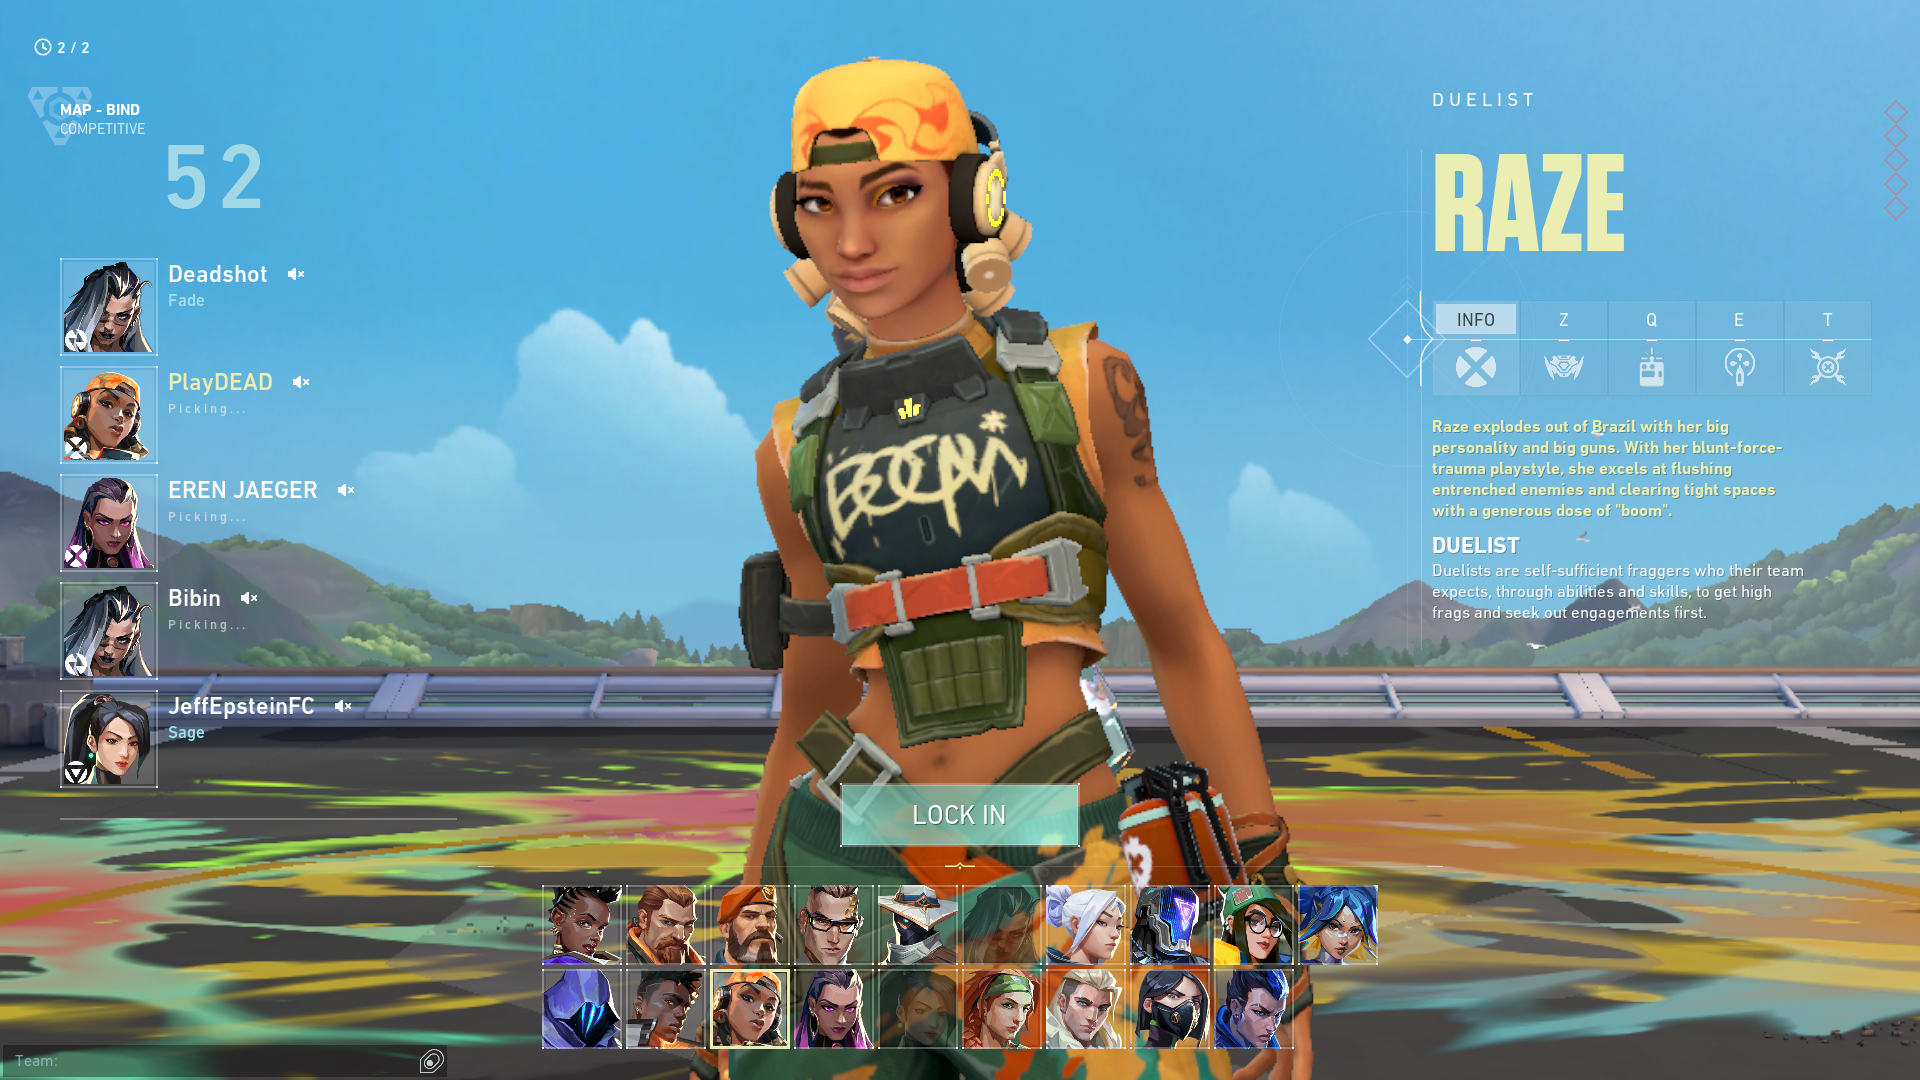 2 / 2
MAP - BIND
COMPETITIVE
52
Deadshot
Fade
PlayDEAD
Picking...
EREN JAEGER
Picking...
Bibin
Picking...
JeffEpsteinFC
Sage
Team:
BOOM
LOCK IN
DUELIST
RAZE
INFO
Z
Q
E
T
Raze explodes out of Brazil with her big
personality and big guns. With her blunt-force-
trauma playstyle, she excels at flushing
entrenched enemies and clearing tight spaces
with a generous dose of "boom".
DUELIST
Duelists are self-sufficient fraggers who their team
expects, through abilities and skills, to get high
frags and seek out engagements first.